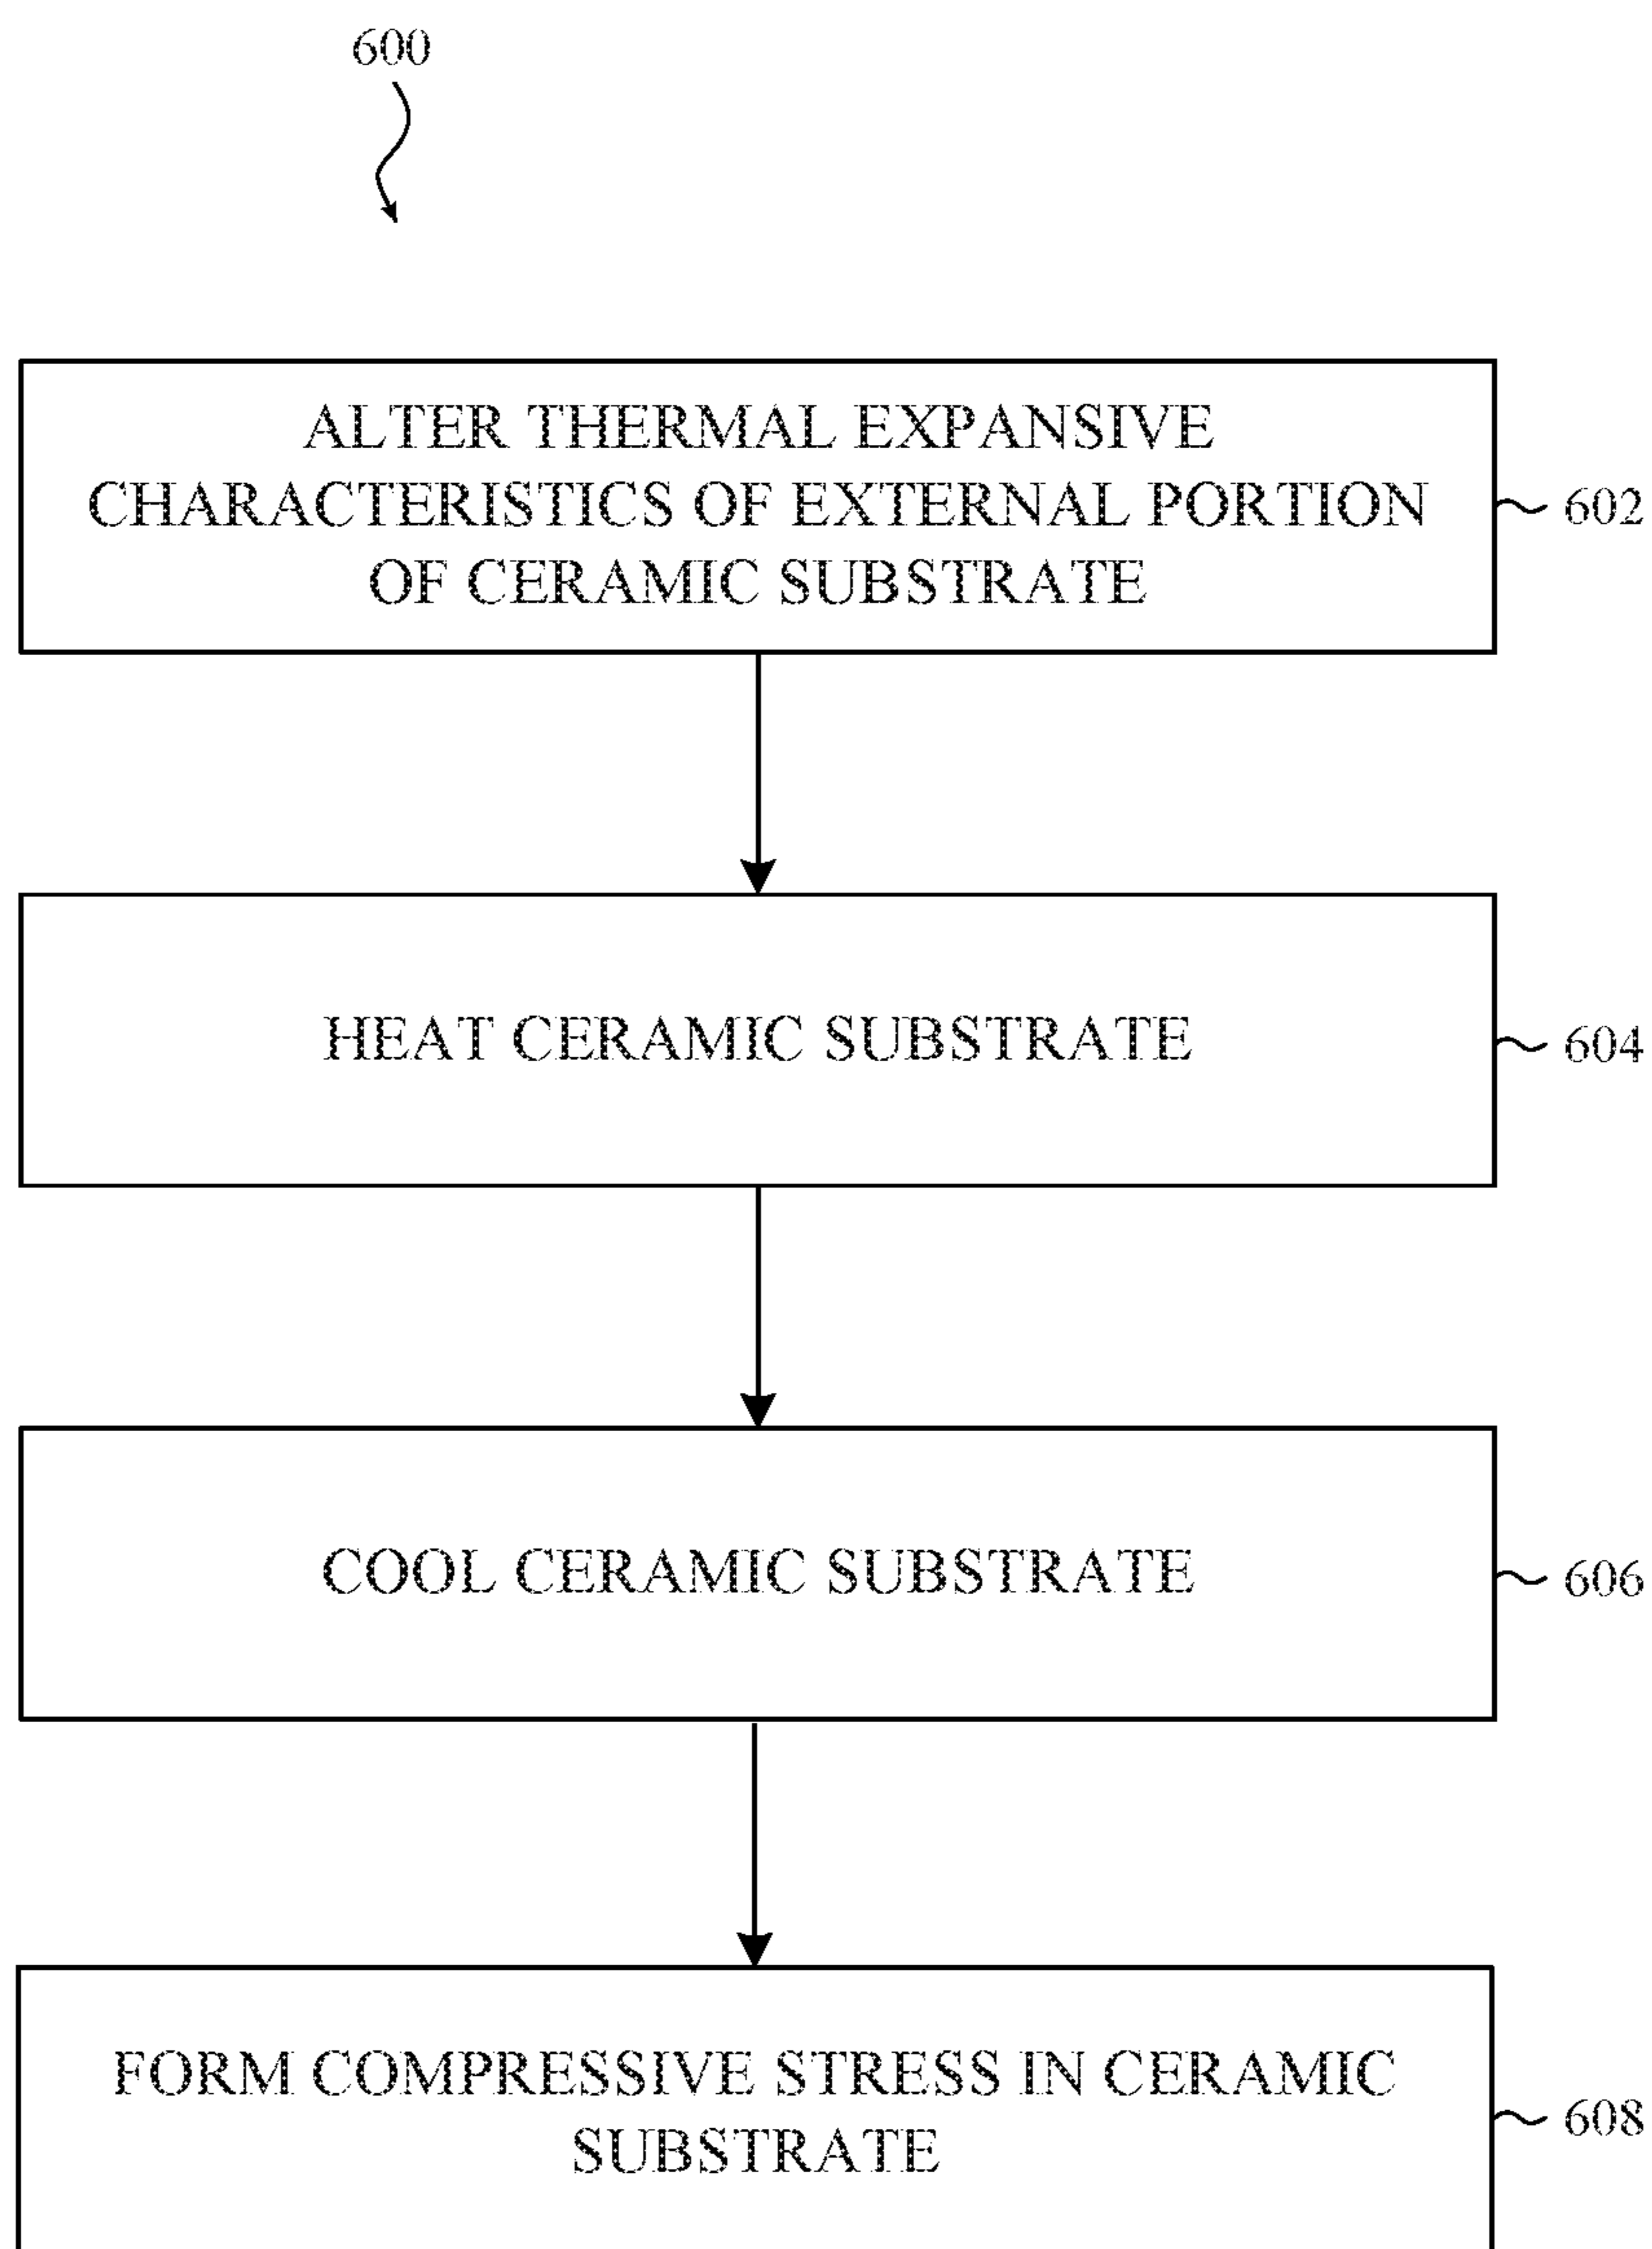 600
ALTER THERMAL EXPANSIVE
CHARACTERISTICS OF EXTERNAL PORTION
OF CERAMIC SUBSTRATE
602
HEAT CERAMIC SUBSTRATE
604
COOL CERAMIC SUBSTRATE
606
FORM COMPRESSIVE STRESS IN CERAMIC
SUBSTRATE
608